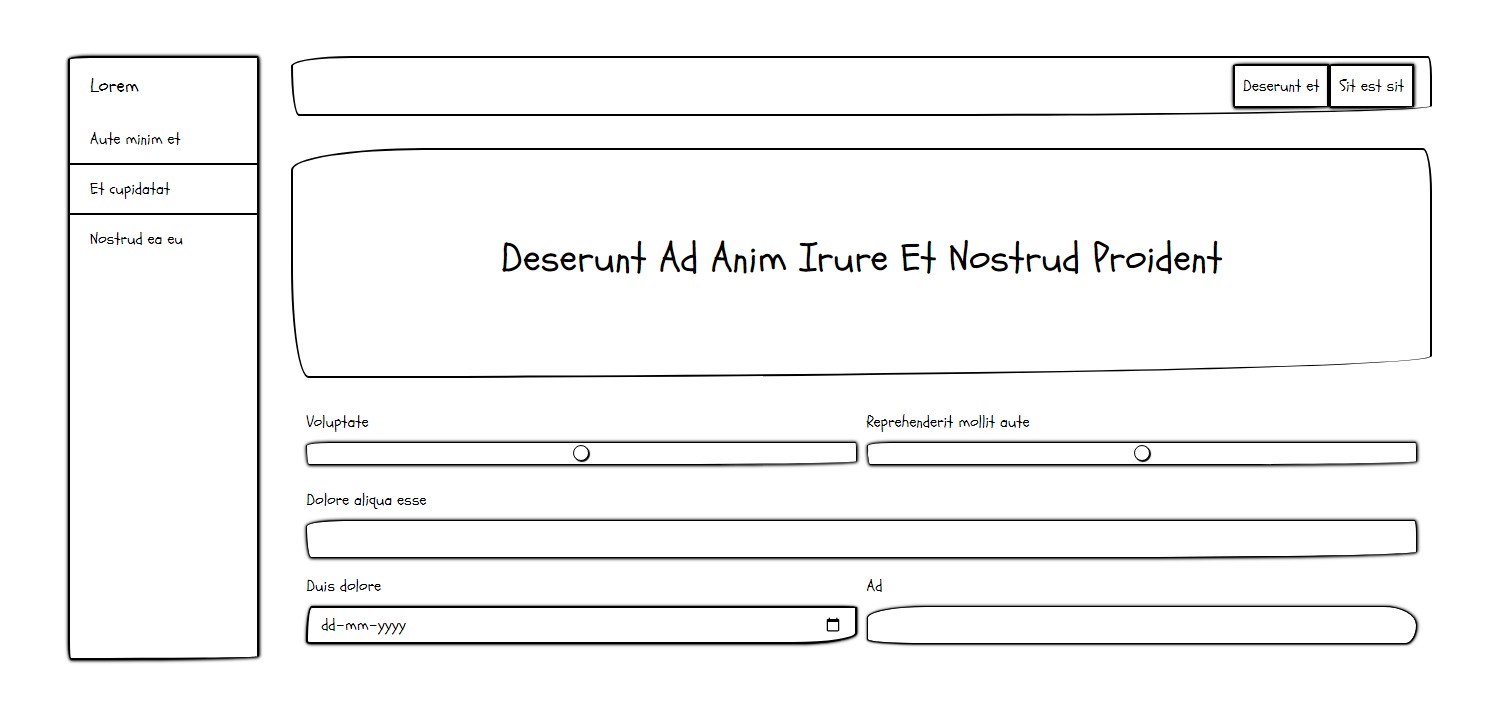 Lorem
Aute minim et
Et cupidatat
Nostrud ea eu
Deserunt et
Sit est sit
Deserunt Ad Anim Irure Et Nostrud Proident
Voluptate
Reprehenderit mollit aute
Dolore aliqua esse
Duis dolore
Ad
dd-mm-yyyy